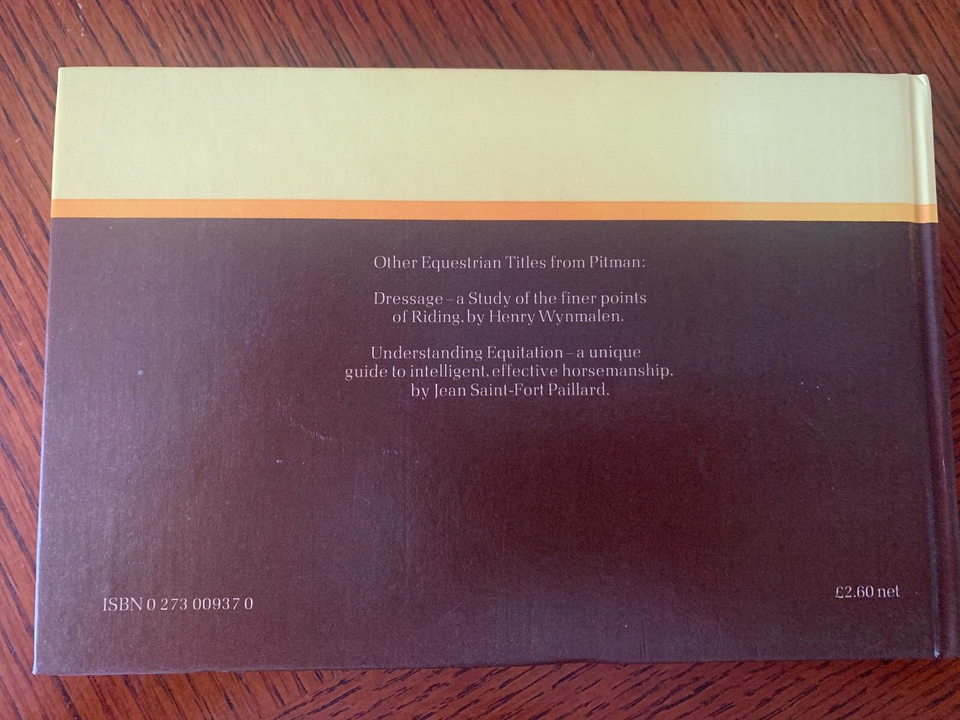 Other Equestrian Titles from Pitman:
Dressage – a Study of the finer points
of Riding, by Henry Wynmalen.
Understanding Equitation – a unique
guide to intelligent, effective horsemanship,
by Jean Saint-Fort Paillard.
ISBN 0 273 00937 0
£2.60 net